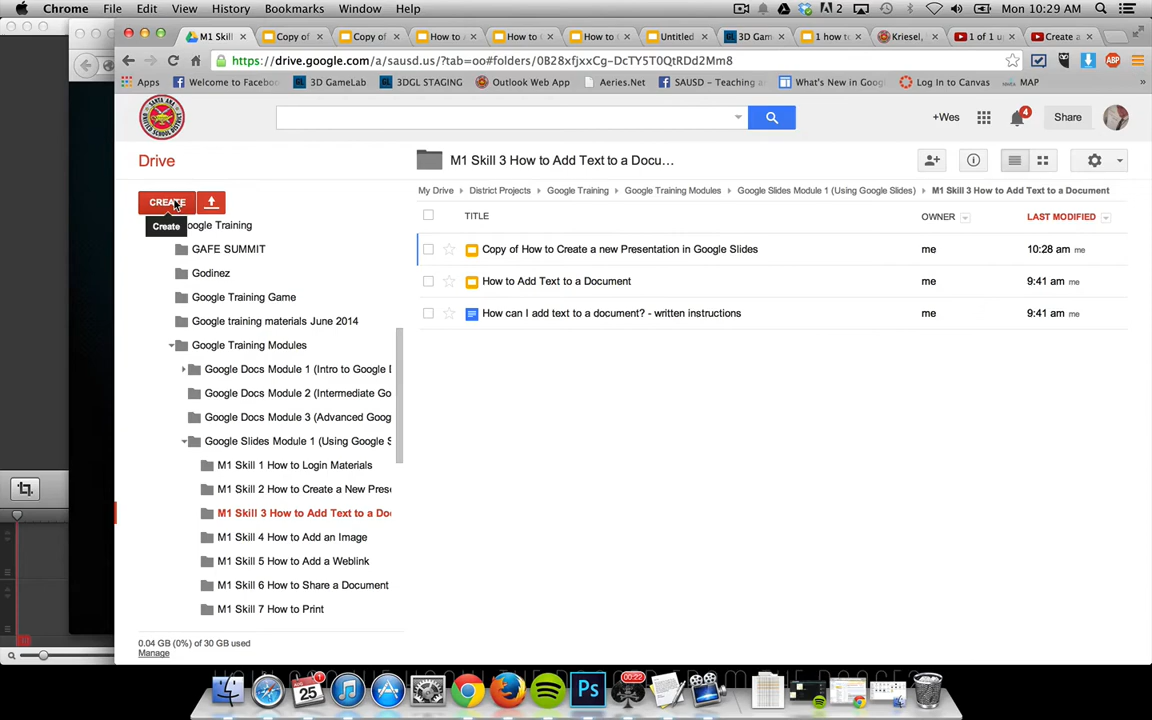 Chrome File Edit View History Bookmarks Window Help 2 Mon 10:29 AM
M1 Skill Copy of Copy of How to How to How to Untitled 3D Gam 1 how t Kriesel, 1 of 1 u Create a
https://drive.google.com/a/sausd.us/?tab=oo#folders/0B28xfjxxCg-DcTY5T0QtRDd2Mm8
Apps Welcome to Faceboo 3D GameLab 3DGL STAGING Outlook Web App Aeries.Net SAUSD – Teaching a What's New in Goog Log In to Canvas MAP »
+Wes 4 Share
Drive M1 Skill 3 How to Add Text to a Docu...
My Drive District Projects Google Training Google Training Modules Google Slides Module 1 (Using Google Slides) M1 Skill 3 How to Add Text to a Document
CREATE
Create
TITLE OWNER LAST MODIFIED
oogle Training
GAFE SUMMIT Copy of How to Create a new Presentation in Google Slides me 10:28 am me
Godinez How to Add Text to a Document me 9:41 am me
Google Training Game
Google training materials June 2014 How can I add text to a document? - written instructions me 9:41 am me
Google Training Modules
Google Docs Module 1 (Intro to Google D
Google Docs Module 2 (Intermediate Go
Google Docs Module 3 (Advanced Goog
Google Slides Module 1 (Using Google S
M1 Skill 1 How to Login Materials
M1 Skill 2 How to Create a New Prese
M1 Skill 3 How to Add Text to a Doc
M1 Skill 4 How to Add an Image
M1 Skill 5 How to Add a Weblink
M1 Skill 6 How to Share a Document
M1 Skill 7 How to Print
0.04 GB (0%) of 30 GB used
Manage
AUG 25 Ps 00:22